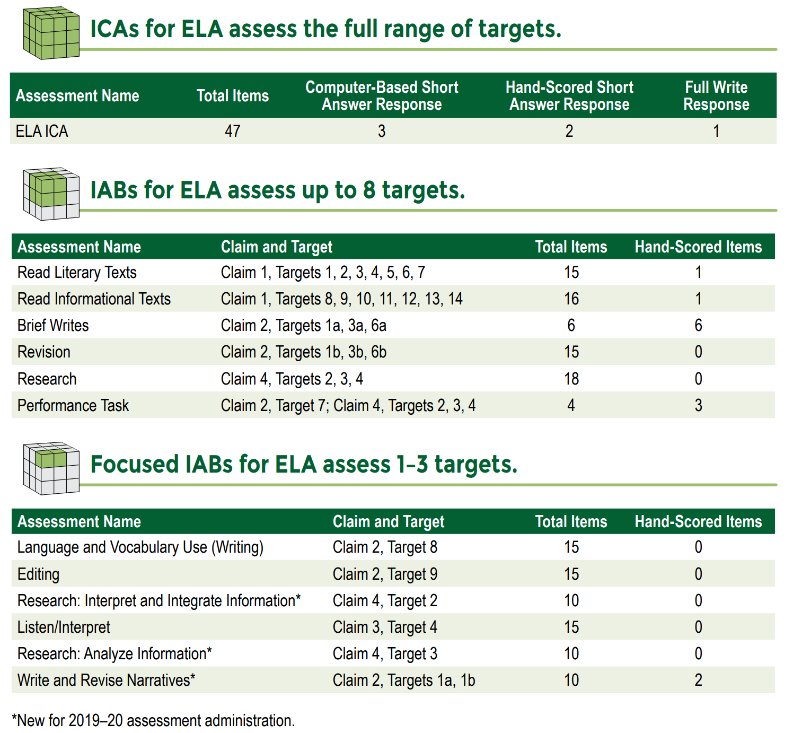 ICAs for ELA assess the full range of targets.
Assessment Name Total Items Computer-Based Short Answer Response Hand-Scored Short Answer Response Full Write Response
ELA ICA 47 3 2 1
IABs for ELA assess up to 8 targets.
Assessment Name Claim and Target Total Items Hand-Scored Items
Read Literary Texts Claim 1, Targets 1, 2, 3, 4, 5, 6, 7 15 1
Read Informational Texts Claim 1, Targets 8, 9, 10, 11, 12, 13, 14 16 1
Brief Writes Claim 2, Targets 1a, 3a, 6a 6 6
Revision Claim 2, Targets 1b, 3b, 6b 15 0
Research Claim 4, Targets 2, 3, 4 18 0
Performance Task Claim 2, Target 7; Claim 4, Targets 2, 3, 4 4 3
Focused IABs for ELA assess 1–3 targets.
Assessment Name Claim and Target Total Items Hand-Scored Items
Language and Vocabulary Use (Writing) Claim 2, Target 8 15 0
Editing Claim 2, Target 9 15 0
Research: Interpret and Integrate Information* Claim 4, Target 2 10 0
Listen/Interpret Claim 3, Target 4 15 0
Research: Analyze Information* Claim 4, Target 3 10 0
Write and Revise Narratives* Claim 2, Targets 1a, 1b 10 2
*New for 2019–20 assessment administration.